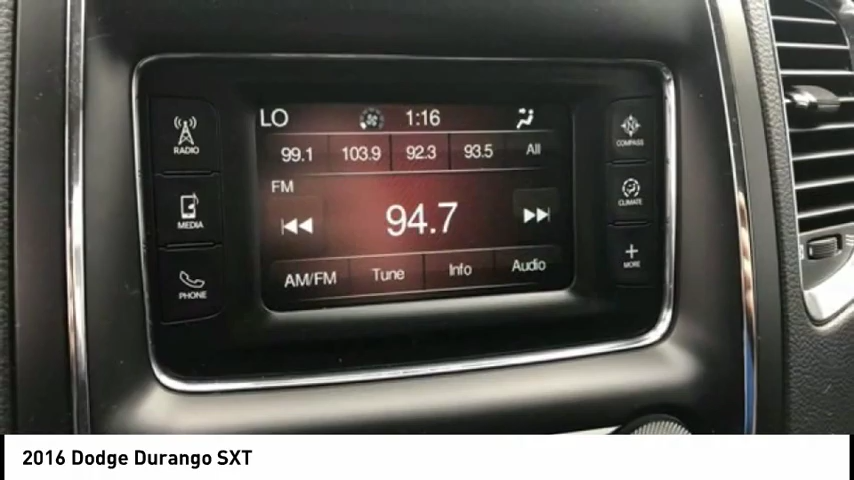 LO 1:16
99.1 103.9 92.3 93.5 All
FM
94.7
AM/FM Tune Info Audio
RADIO
MEDIA
PHONE
COMPASS
CLIMATE
MORE
2016 Dodge Durango SXT